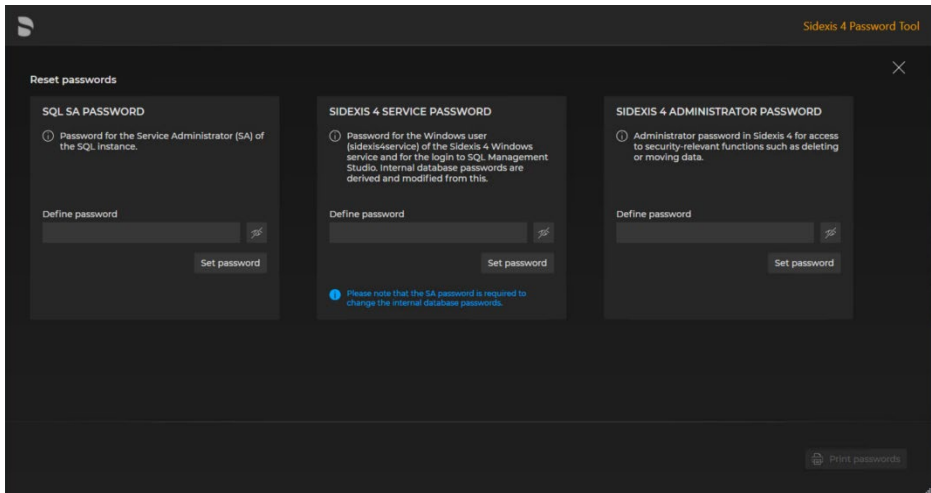 Sidexis 4 Password Tool
Reset passwords
SQL SA PASSWORD
Password for the Service Administrator (SA) of
the SQL instance.
Define password
Set password
SIDEXIS 4 SERVICE PASSWORD
Password for the Windows user
(sidexis4service) of the Sidexis 4 Windows
service and for the login to SQL Management
Studio. Internal database passwords are
derived and modified from this.
Define password
Set password
Please note that the SA password is required to
change the internal database passwords.
SIDEXIS 4 ADMINISTRATOR PASSWORD
Administrator password in Sidexis 4 for access
to security-relevant functions such as deleting
or moving data.
Define password
Set password
Print passwords